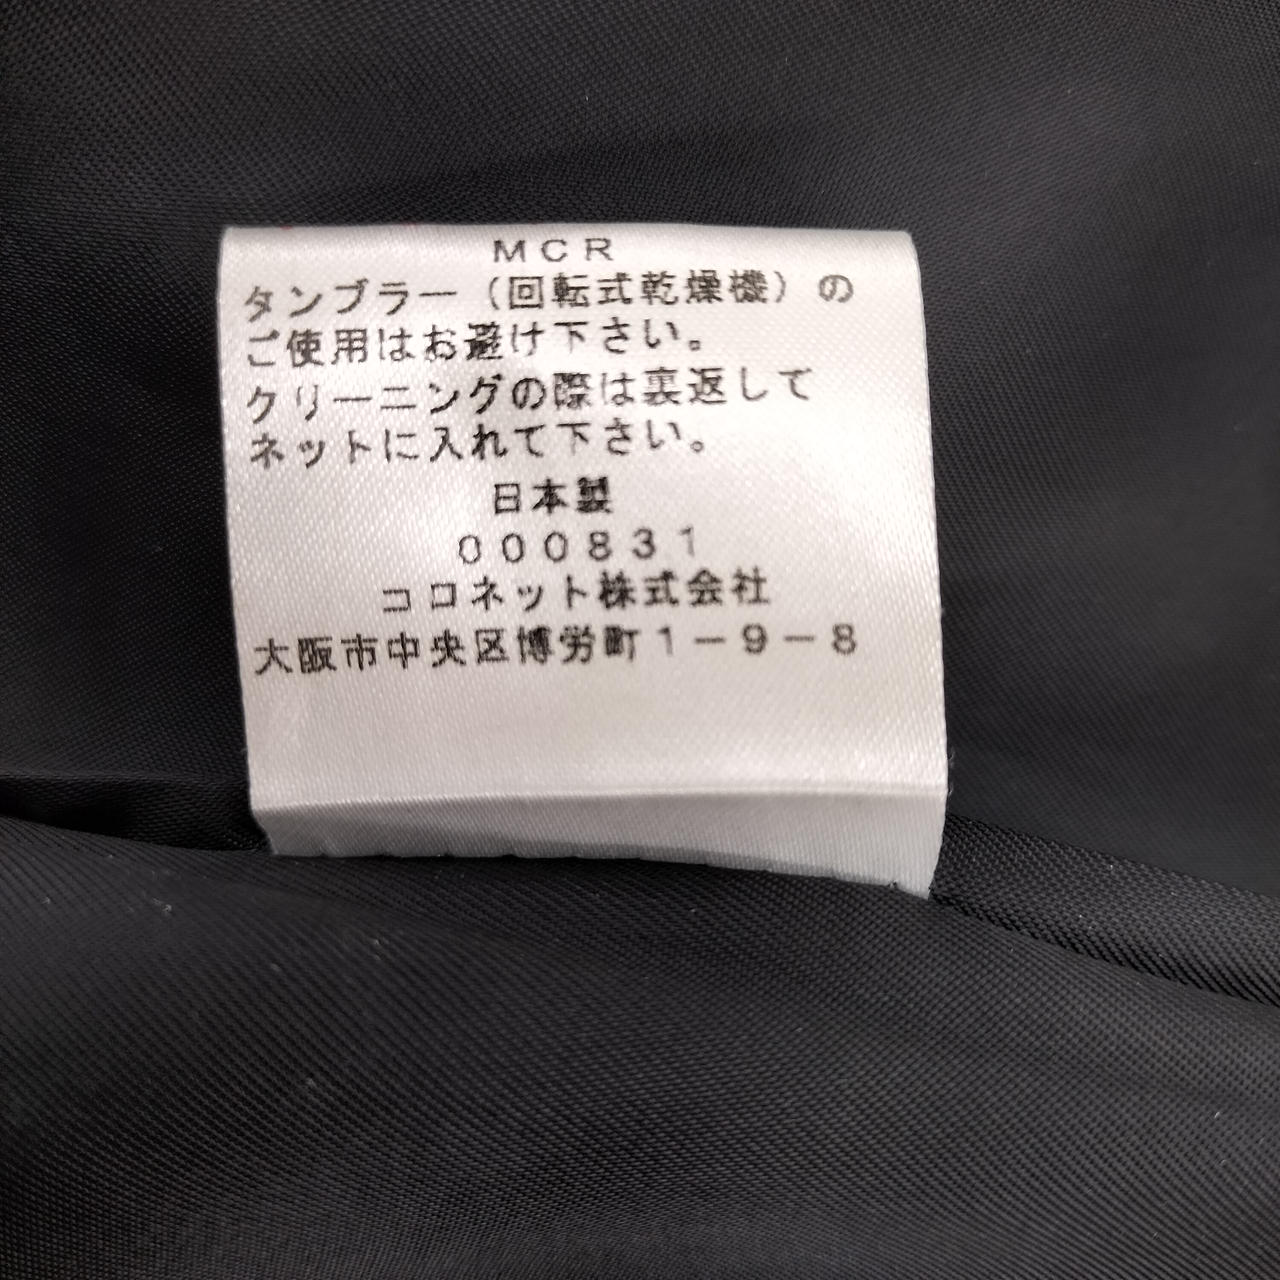 MCR
タンブラー（回転式乾燥機）の
ご使用はお避け下さい。
クリーニングの際は裏返して
ネットに入れて下さい。
日本製
000831
コロネット株式会社
大阪市中央区博労町1－9－8